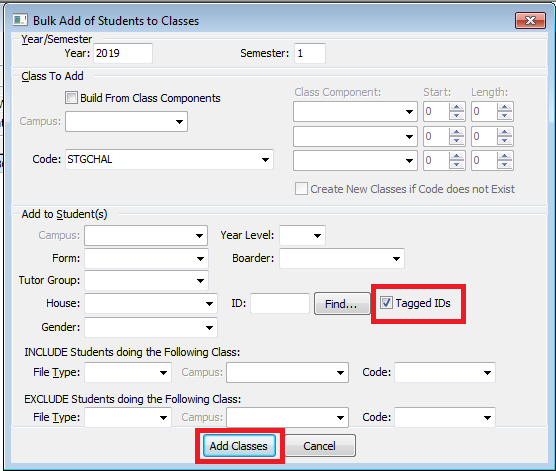 Bulk Add of Students to Classes
Year/Semester
Year: 2019 Semester: 1
Class To Add
Build From Class Components Class Component: Start: Length:
Campus: 0 0
0 0
Code: STGCHAL 0 0
Create New Classes if Code does not Exist
Add to Student(s)
Campus: Year Level:
Form: Boarder:
Tutor Group:
House: ID: Find... Tagged IDs
Gender:
INCLUDE Students doing the Following Class:
File Type: Campus: Code:
EXCLUDE Students doing the Following Class:
File Type: Campus: Code:
Add Classes Cancel